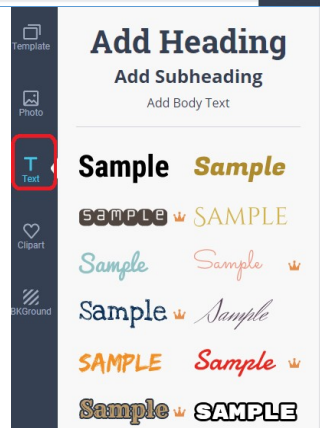 Template
Photo
Text
Clipart
BKGround
Add Heading
Add Subheading
Add Body Text
Sample Sample
SAMPLE SAMPLE
Sample Sample
Sample Sample
SAMPLE Sample
Sample SAMPLE